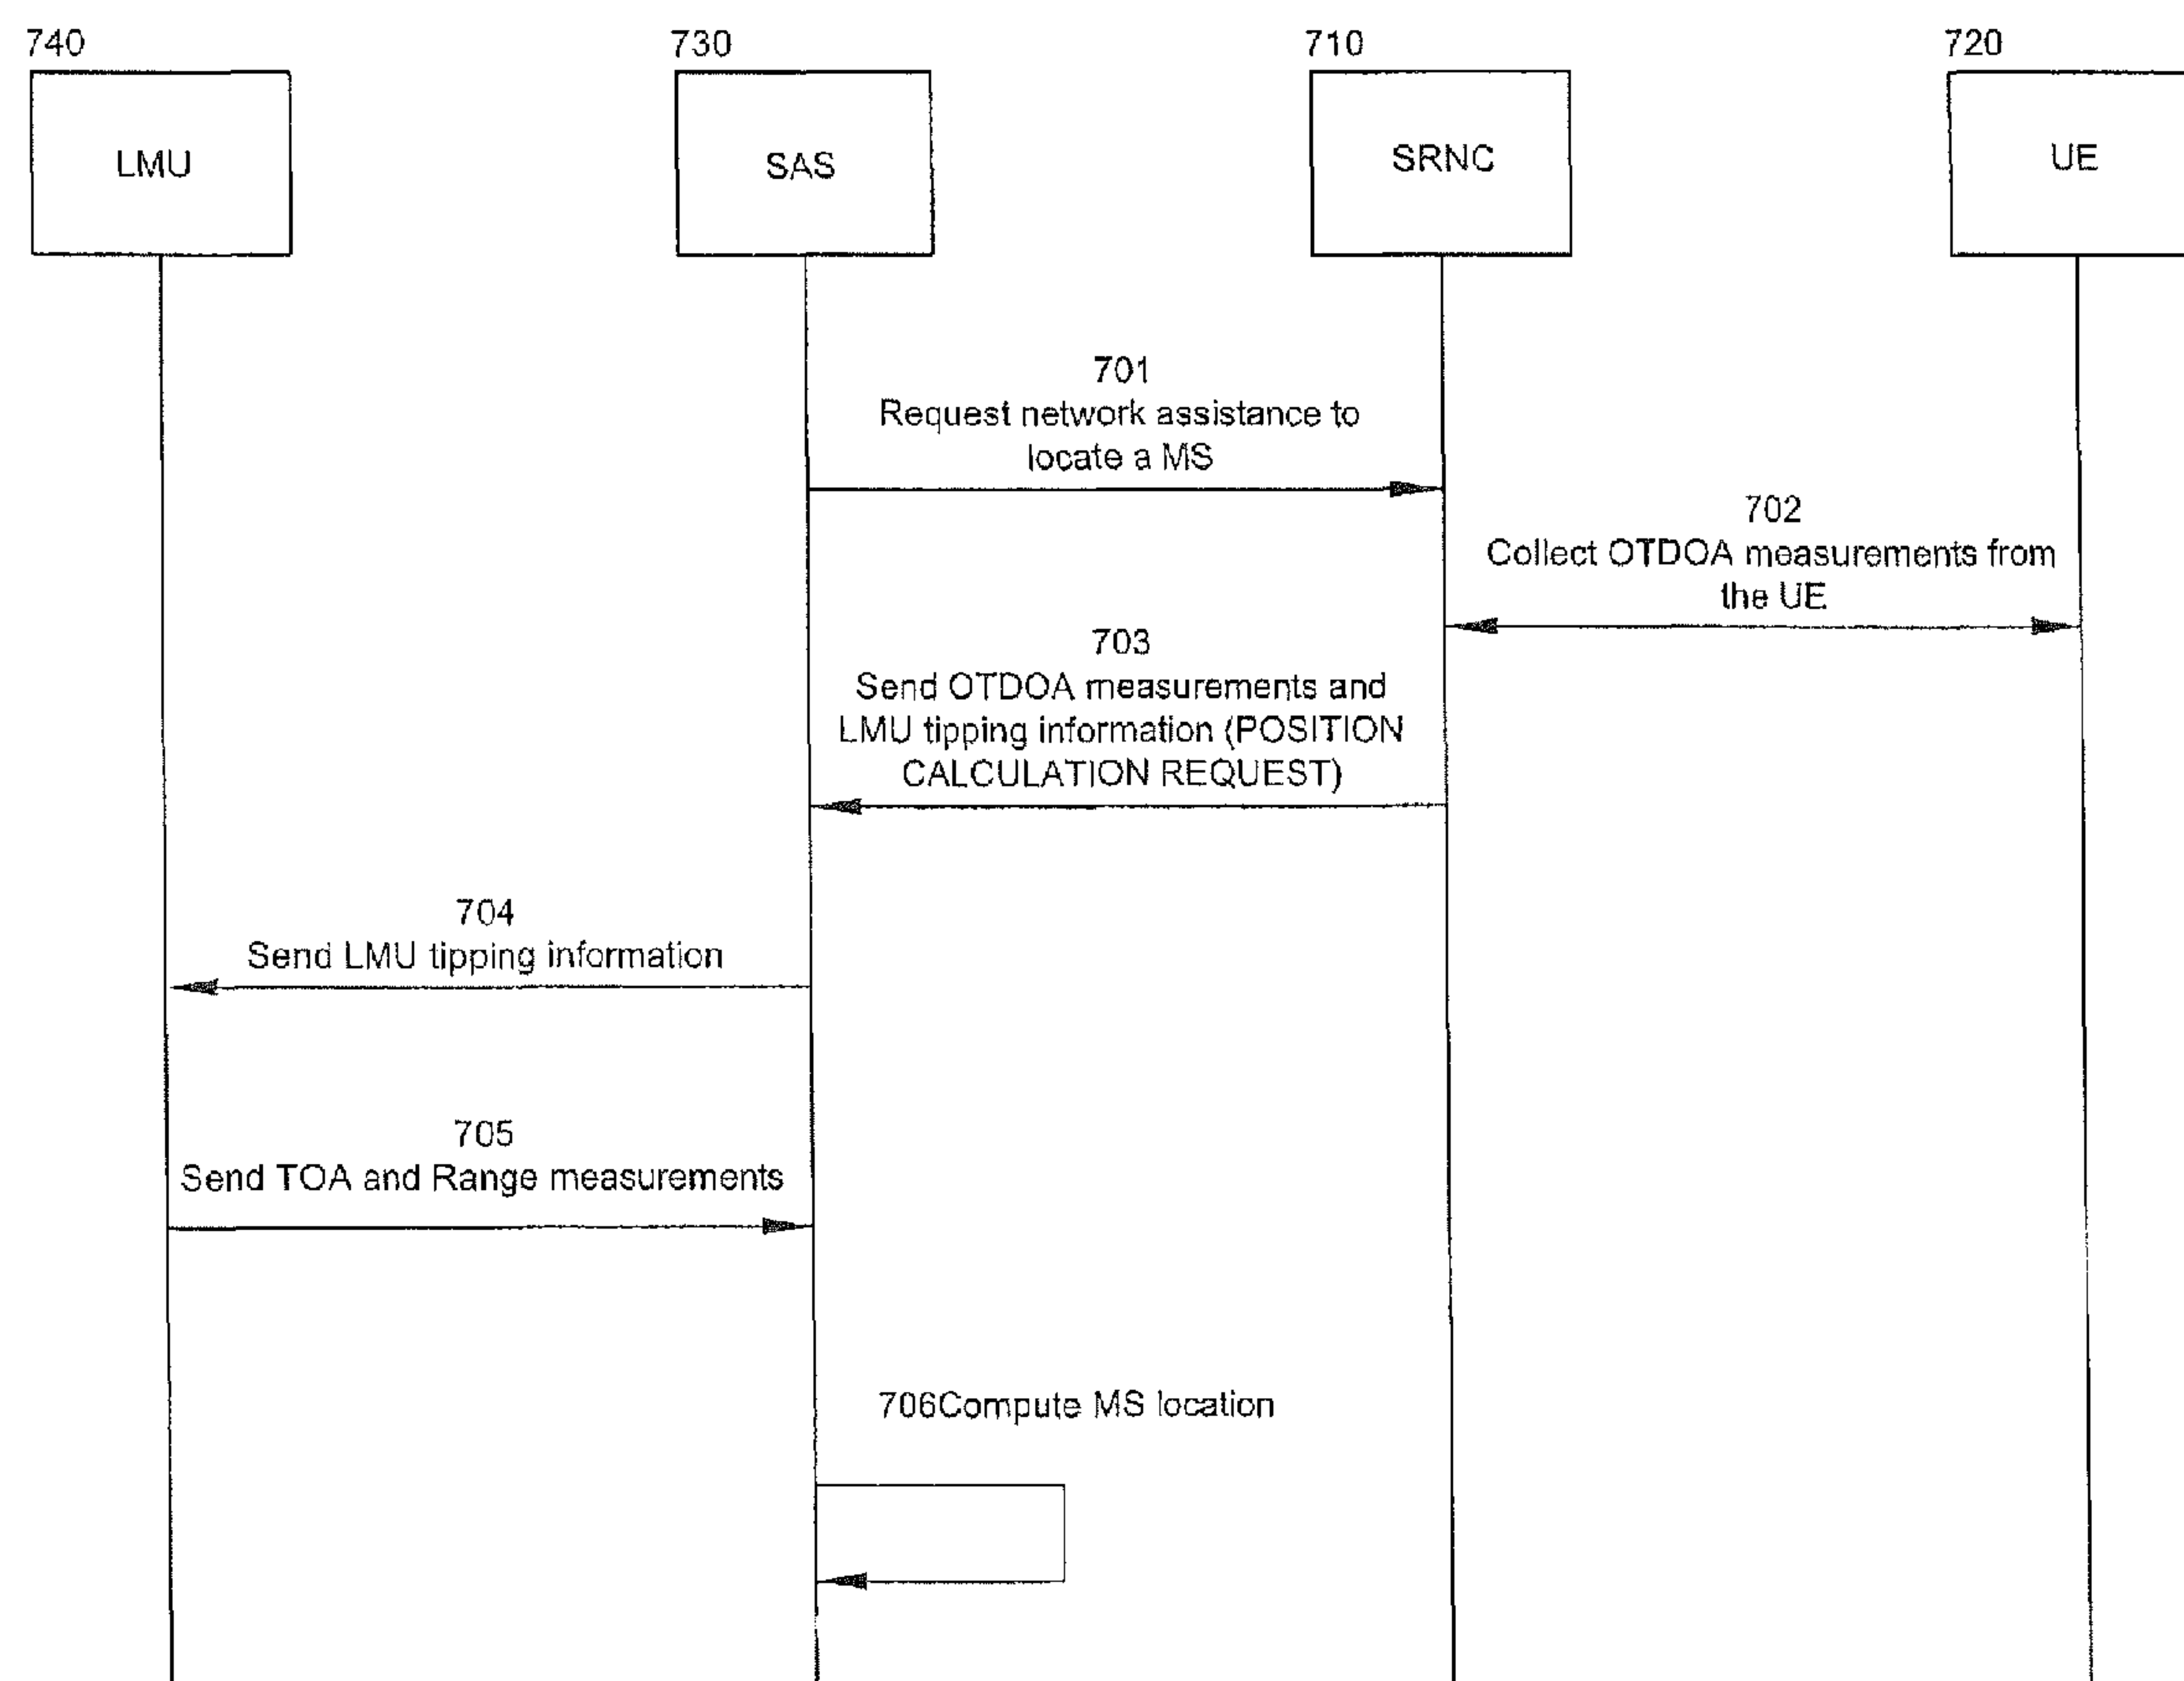 740
730
710
720
LMU
SAS
SRNC
UE
701
Request network assistance to
locate a MS
702
Collect OTDOA measurements from
the UE
703
Send OTDOA measurements and
LMU tipping information (POSITION
CALCULATION REQUEST)
704
Send LMU tipping information
705
Send TOA and Range measurements
706Compute MS location